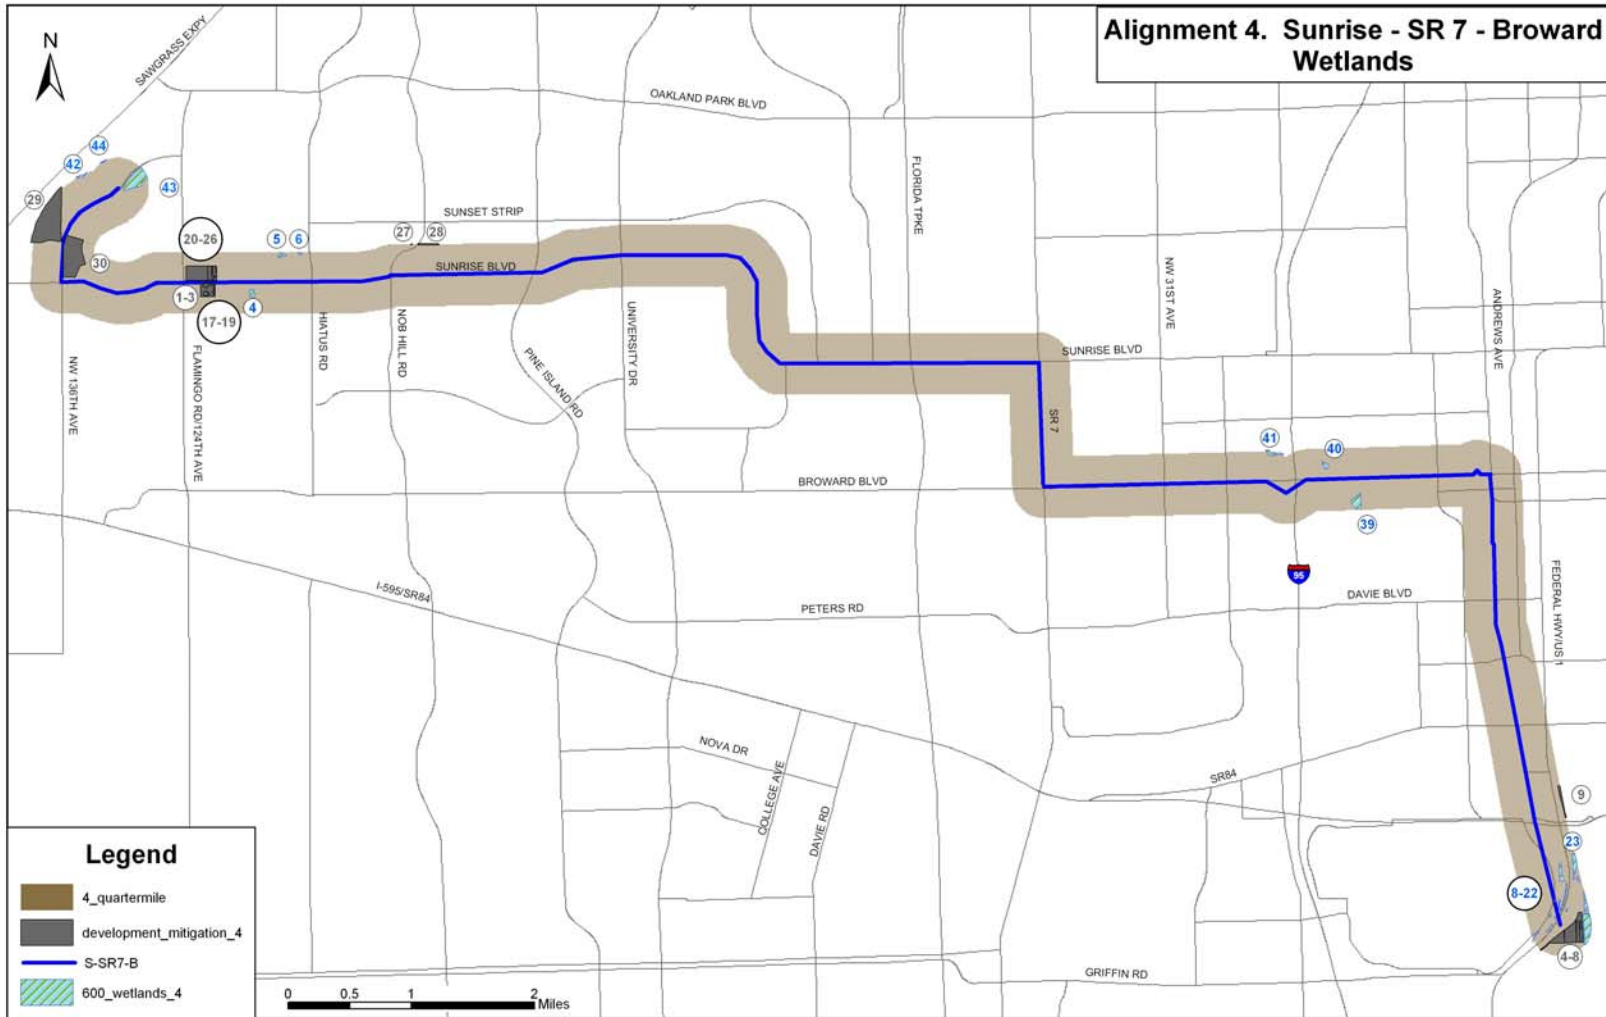 Alignment 4. Sunrise - SR 7 - Broward
Wetlands
N
SAWGRASS EXPY
OAKLAND PARK BLVD
44
42
43
29
FLORIDA TPKE
SUNSET STRIP
20-26
5
6
27
28
30
SUNRISE BLVD
NW 31ST AVE
1-3
4
17-19
HIATUS RD
NOB HILL RD
UNIVERSITY DR
ANDREWS AVE
PINE ISLAND RD
SUNRISE BLVD
NW 136TH AVE
FLAMINGO RD/124TH AVE
SR 7
41
40
BROWARD BLVD
39
FEDERAL HWY/US 1
95
I-595/SR84
PETERS RD
DAVIE BLVD
NOVA DR
COLLEGE AVE
DAVIE RD
SR84
9
23
8-22
4-8
GRIFFIN RD
Legend
4_quartermile
development_mitigation_4
S-SR7-B
600_wetlands_4
0 0.5 1 2
Miles